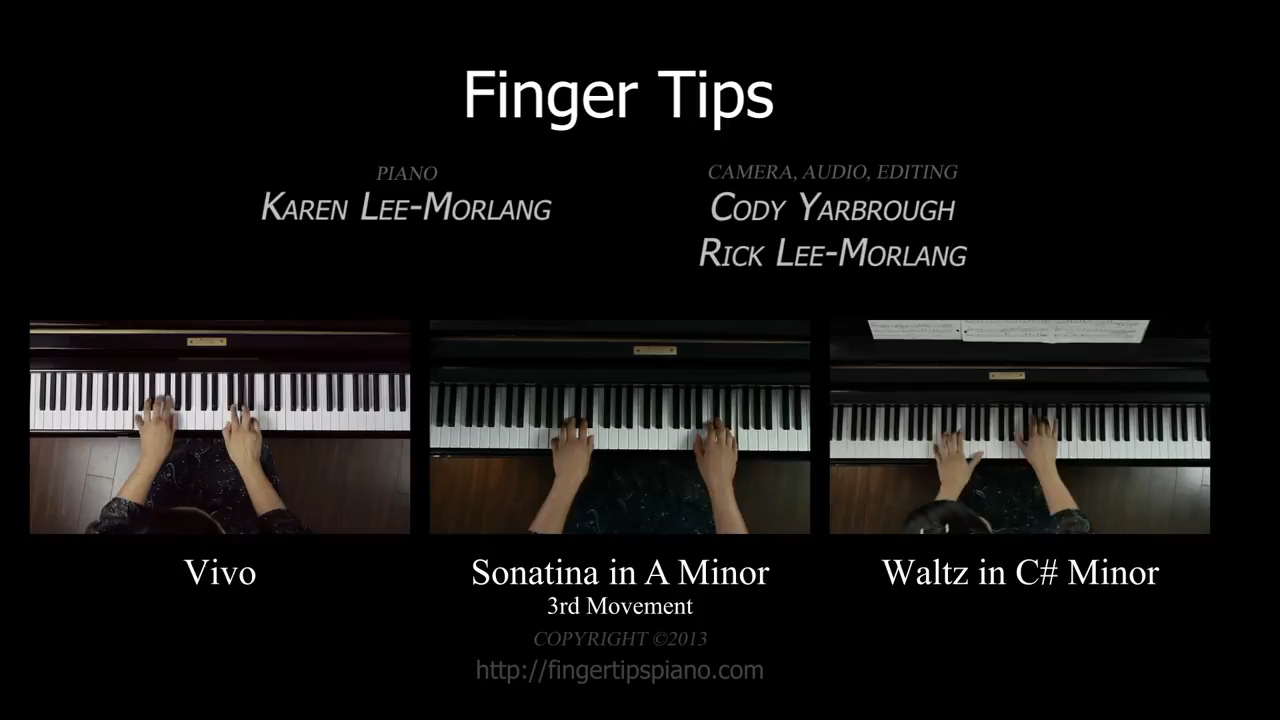 Finger Tips
PIANO
KAREN LEE-MORLANG
CAMERA, AUDIO, EDITING
CODY YARBROUGH
RICK LEE-MORLANG
Vivo
Sonatina in A Minor
3rd Movement
Waltz in C# Minor
COPYRIGHT ©2013
http://fingertipspiano.com